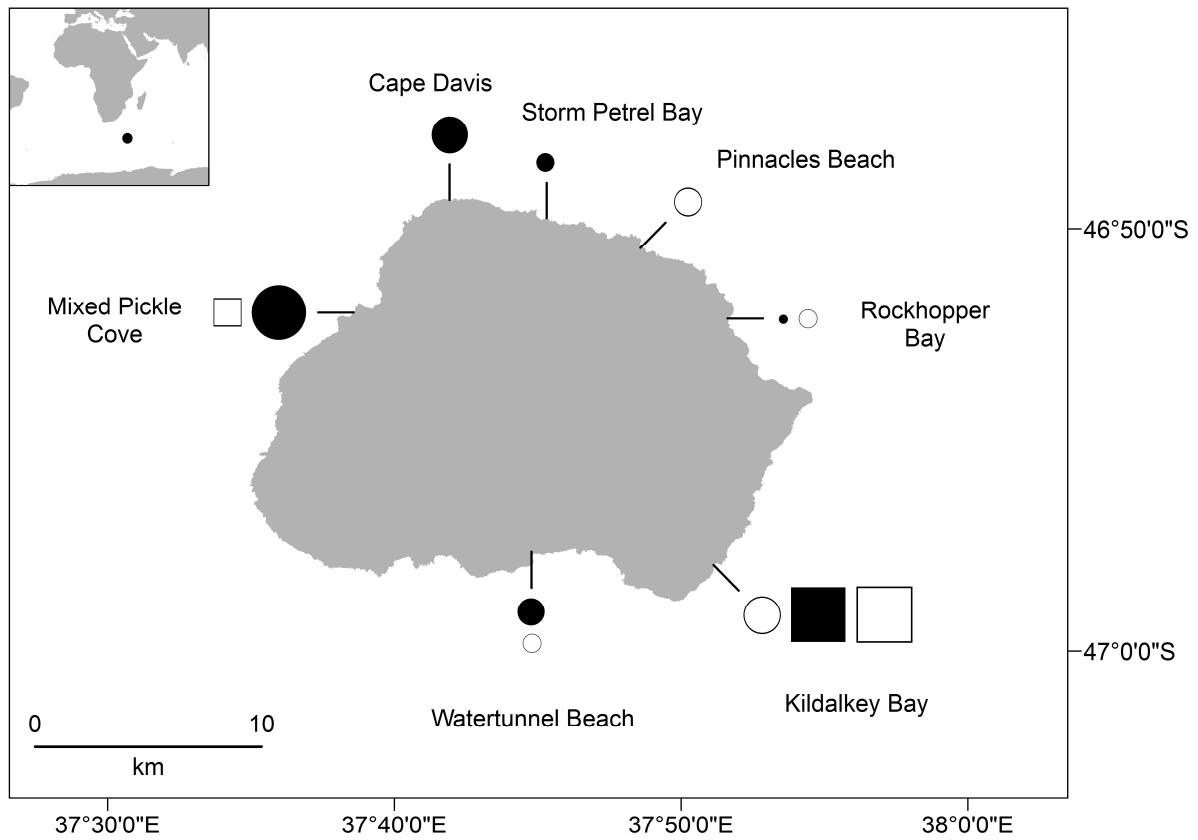 Cape Davis
Storm Petrel Bay
Pinnacles Beach
46°50'0"S
Mixed Pickle
Cove
Rockhopper
Bay
47°0'0"S
Kildalkey Bay
Watertunnel Beach
0 10
km
37°30'0"E 37°40'0"E 37°50'0"E 38°0'0"E